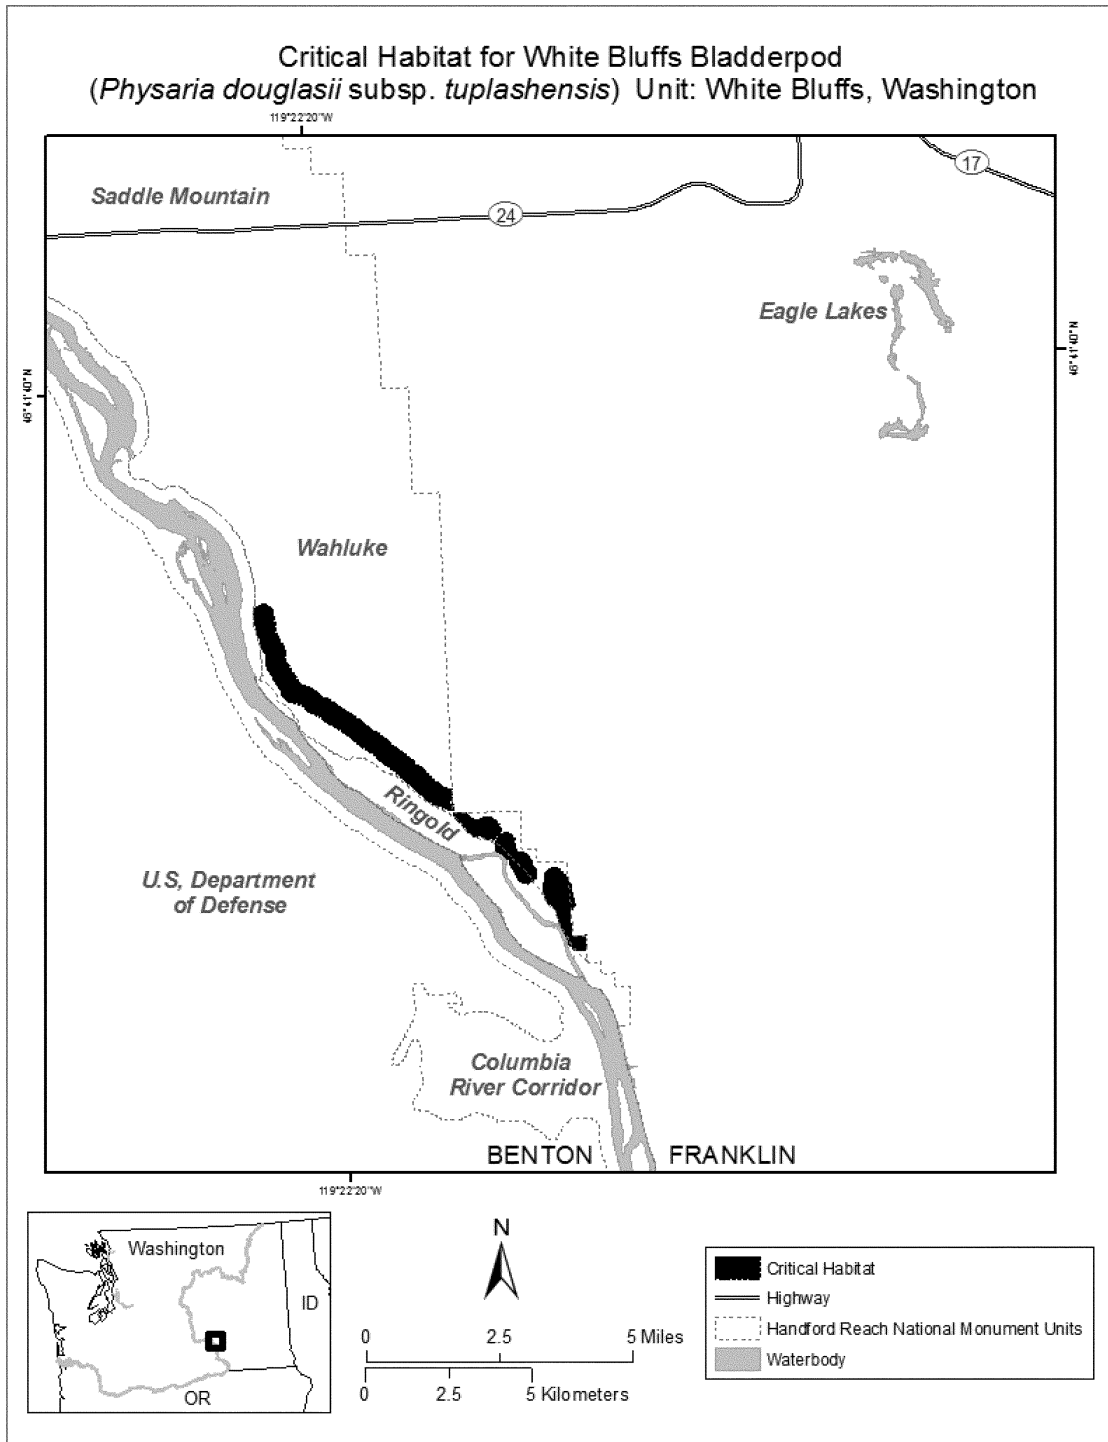 Critical Habitat for White Bluffs Bladderpod
(Physaria douglasii subsp. tuplashensis) Unit: White Bluffs, Washington
119°22'20"W
Saddle Mountain
17
24
Eagle Lakes
46°41'40"N
46°41'40"N
Wahluke
Ringold
U.S, Department
of Defense
Columbia
River Corridor
BENTON
FRANKLIN
119°22'20"W
Washington
ID
OR
N
0 2.5 5 Miles
0 2.5 5 Kilometers
Critical Habitat
Highway
Handford Reach National Monument Units
Waterbody